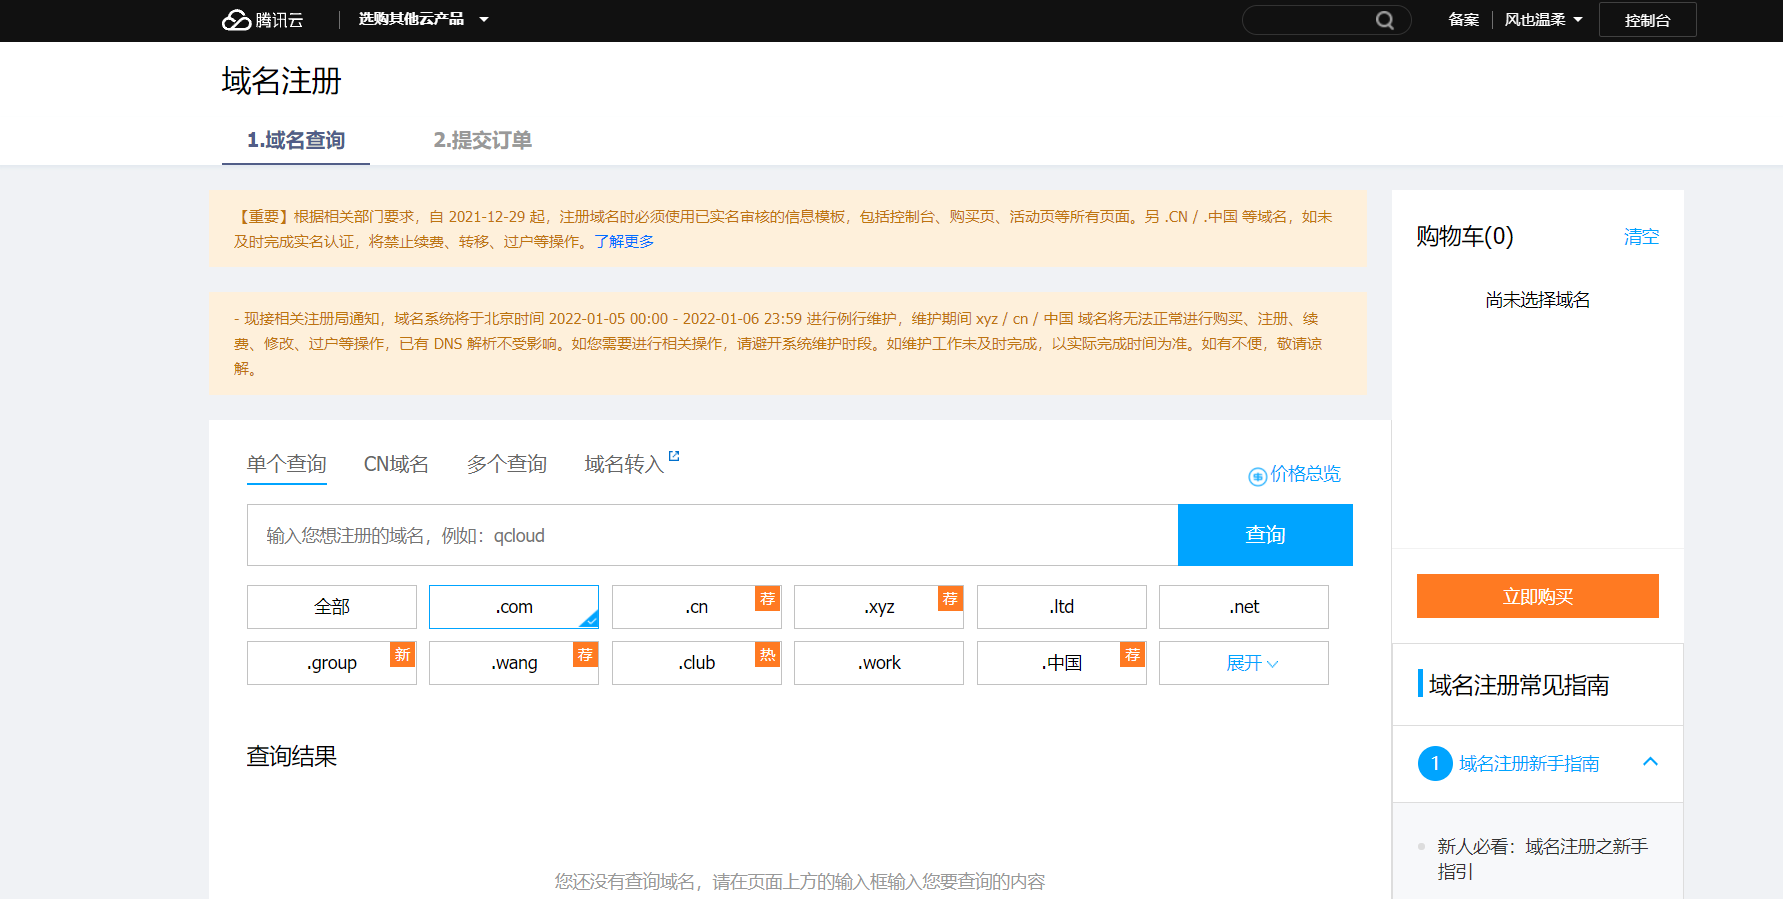 腾讯云
选购其他云产品
备案
风也温柔
控制台
域名注册
1.域名查询
2.提交订单
【重要】根据相关部门要求，自 2021-12-29 起，注册域名时必须使用已实名审核的信息模板，包括控制台、购买页、活动页等所有页面。另 .CN / .中国 等域名，如未
及时完成实名认证，将禁止续费、转移、过户等操作。了解更多
- 现接相关注册局通知，域名系统将于北京时间 2022-01-05 00:00 - 2022-01-06 23:59 进行例行维护，维护期间 xyz / cn / 中国 域名将无法正常进行购买、注册、续
费、修改、过户等操作，已有 DNS 解析不受影响。如您需要进行相关操作，请避开系统维护时段。如维护工作未及时完成，以实际完成时间为准。如有不便，敬请谅
解。
单个查询
CN域名
多个查询
域名转入
价格总览
输入您想注册的域名，例如：qcloud
查询
全部
.com
.cn
荐
.xyz
荐
.ltd
.net
.group
新
.wang
荐
.club
热
.work
.中国
荐
展开
查询结果
您还没有查询域名，请在页面上方的输入框输入您要查询的内容
购物车(0)
清空
尚未选择域名
立即购买
域名注册常见指南
1
域名注册新手指南
新人必看：域名注册之新手
指引